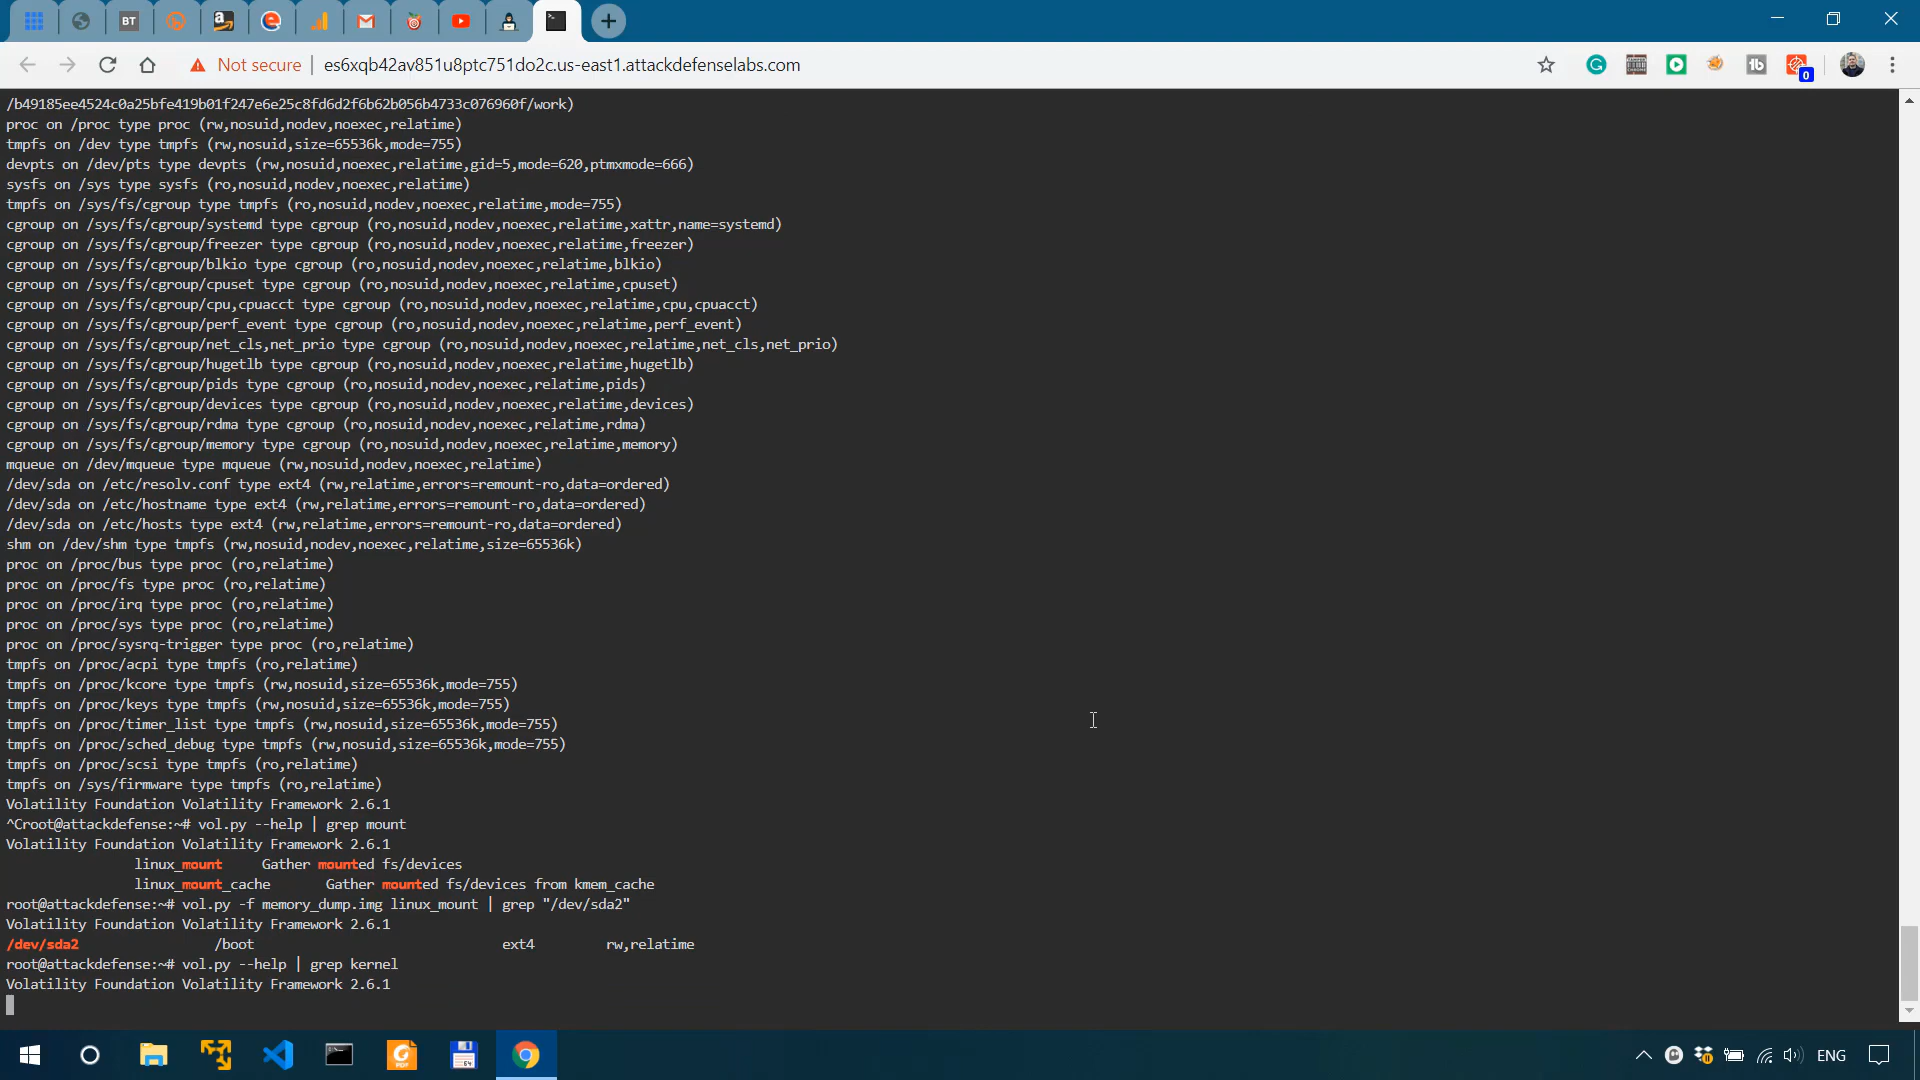 BT
Not secure
es6xqb42av851u8ptc751do2c.us-east1.attackdefenselabs.com
0
/b49185ee4524c0a25bfe419b01f247e6e25c8fd6d2f6b62b056b4733c076960f/work)
proc on /proc type proc (rw,nosuid,nodev,noexec,relatime)
tmpfs on /dev type tmpfs (rw,nosuid,size=65536k,mode=755)
devpts on /dev/pts type devpts (rw,nosuid,noexec,relatime,gid=5,mode=620,ptmxmode=666)
sysfs on /sys type sysfs (ro,nosuid,nodev,noexec,relatime)
tmpfs on /sys/fs/cgroup type tmpfs (ro,nosuid,nodev,noexec,relatime,mode=755)
cgroup on /sys/fs/cgroup/systemd type cgroup (ro,nosuid,nodev,noexec,relatime,xattr,name=systemd)
cgroup on /sys/fs/cgroup/freezer type cgroup (ro,nosuid,nodev,noexec,relatime,freezer)
cgroup on /sys/fs/cgroup/blkio type cgroup (ro,nosuid,nodev,noexec,relatime,blkio)
cgroup on /sys/fs/cgroup/cpuset type cgroup (ro,nosuid,nodev,noexec,relatime,cpuset)
cgroup on /sys/fs/cgroup/cpu,cpuacct type cgroup (ro,nosuid,nodev,noexec,relatime,cpu,cpuacct)
cgroup on /sys/fs/cgroup/perf_event type cgroup (ro,nosuid,nodev,noexec,relatime,perf_event)
cgroup on /sys/fs/cgroup/net_cls,net_prio type cgroup (ro,nosuid,nodev,noexec,relatime,net_cls,net_prio)
cgroup on /sys/fs/cgroup/hugetlb type cgroup (ro,nosuid,nodev,noexec,relatime,hugetlb)
cgroup on /sys/fs/cgroup/pids type cgroup (ro,nosuid,nodev,noexec,relatime,pids)
cgroup on /sys/fs/cgroup/devices type cgroup (ro,nosuid,nodev,noexec,relatime,devices)
cgroup on /sys/fs/cgroup/rdma type cgroup (ro,nosuid,nodev,noexec,relatime,rdma)
cgroup on /sys/fs/cgroup/memory type cgroup (ro,nosuid,nodev,noexec,relatime,memory)
mqueue on /dev/mqueue type mqueue (rw,nosuid,nodev,noexec,relatime)
/dev/sda on /etc/resolv.conf type ext4 (rw,relatime,errors=remount-ro,data=ordered)
/dev/sda on /etc/hostname type ext4 (rw,relatime,errors=remount-ro,data=ordered)
/dev/sda on /etc/hosts type ext4 (rw,relatime,errors=remount-ro,data=ordered)
shm on /dev/shm type tmpfs (rw,nosuid,nodev,noexec,relatime,size=65536k)
proc on /proc/bus type proc (ro,relatime)
proc on /proc/fs type proc (ro,relatime)
proc on /proc/irq type proc (ro,relatime)
proc on /proc/sys type proc (ro,relatime)
proc on /proc/sysrq-trigger type proc (ro,relatime)
tmpfs on /proc/acpi type tmpfs (ro,relatime)
tmpfs on /proc/kcore type tmpfs (rw,nosuid,size=65536k,mode=755)
tmpfs on /proc/keys type tmpfs (rw,nosuid,size=65536k,mode=755)
tmpfs on /proc/timer_list type tmpfs (rw,nosuid,size=65536k,mode=755)
tmpfs on /proc/sched_debug type tmpfs (rw,nosuid,size=65536k,mode=755)
tmpfs on /proc/scsi type tmpfs (ro,relatime)
tmpfs on /sys/firmware type tmpfs (ro,relatime)
Volatility Foundation Volatility Framework 2.6.1
^Croot@attackdefense:~# vol.py --help | grep mount
Volatility Foundation Volatility Framework 2.6.1
linux_mount Gather mounted fs/devices
linux_mount_cache Gather mounted fs/devices from kmem_cache
root@attackdefense:~# vol.py -f memory_dump.img linux_mount | grep "/dev/sda2"
Volatility Foundation Volatility Framework 2.6.1
/dev/sda2 /boot ext4 rw,relatime
root@attackdefense:~# vol.py --help | grep kernel
Volatility Foundation Volatility Framework 2.6.1
ENG